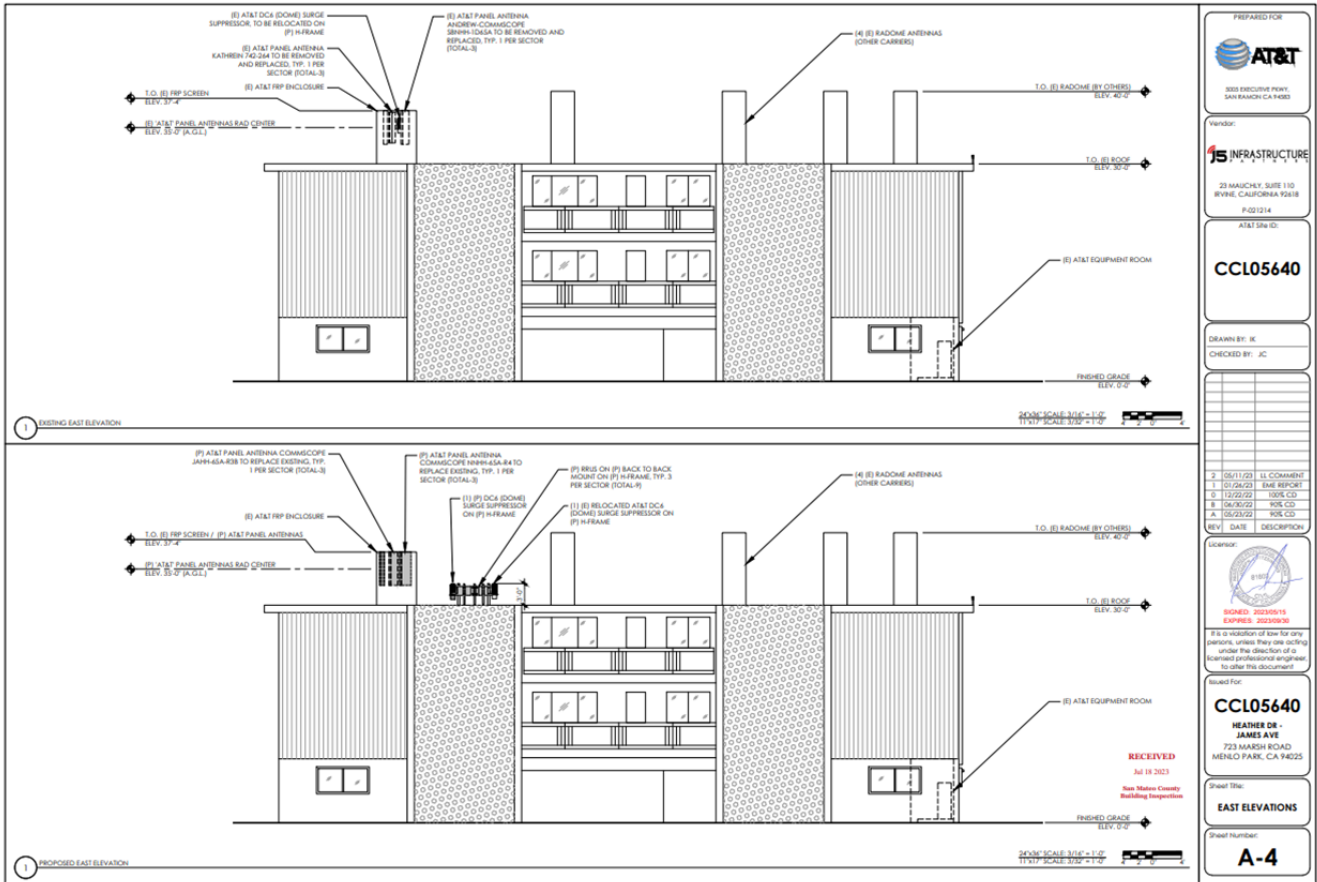 (E) AT&T DC6 (DOME) SURGE
SUPPRESSOR, TO BE RELOCATED ON
(P) H-FRAME
(E) AT&T PANEL ANTENNA
KATHREIN 742-264 TO BE REMOVED
AND REPLACED, TYP. 1 PER
SECTOR (TOTAL-3)
(E) AT&T FRP ENCLOSURE
(E) AT&T PANEL ANTENNA
ANDREW-COMMSCOPE
SBNHH-1D65A TO BE REMOVED AND
REPLACED, TYP. 1 PER SECTOR
(TOTAL-3)
(4) (E) RADOME ANTENNAS
(OTHER CARRIERS)
T.O. (E) FRP SCREEN
ELEV. 37'-4"
(E) 'AT&T' PANEL ANTENNAS RAD CENTER
ELEV. 35'-0" (A.G.L.)
T.O. (E) RADOME (BY OTHERS)
ELEV. 40'-0"
T.O. (E) ROOF
ELEV. 30'-0"
(E) AT&T EQUIPMENT ROOM
FINISHED GRADE
ELEV. 0'-0"
1
EXISTING EAST ELEVATION
24"x36" SCALE: 3/16" = 1'-0"
11"x17" SCALE: 3/32" = 1'-0"
4' 2' 0" 4'
(P) AT&T PANEL ANTENNA COMMSCOPE
JAHH-65A-R3B TO REPLACE EXISTING, TYP.
1 PER SECTOR (TOTAL-3)
(E) AT&T FRP ENCLOSURE
(P) AT&T PANEL ANTENNA
COMMSCOPE NNHH-65A-R4 TO
REPLACE EXISTING, TYP. 1 PER
SECTOR (TOTAL-3)
(1) (P) DC6 (DOME)
SURGE SUPPRESSOR
ON (P) H-FRAME
(P) RRUS ON (P) BACK TO BACK
MOUNT ON (P) H-FRAME, TYP. 3
PER SECTOR (TOTAL-9)
(1) (E) RELOCATED AT&T DC6
(DOME) SURGE SUPPRESSOR ON
(P) H-FRAME
(4) (E) RADOME ANTENNAS
(OTHER CARRIERS)
T.O. (E) FRP SCREEN / (P) AT&T PANEL ANTENNAS
ELEV. 37'-4"
(P) 'AT&T' PANEL ANTENNAS RAD CENTER
ELEV. 35'-0" (A.G.L.)
3'-0"
T.O. (E) RADOME (BY OTHERS)
ELEV. 40'-0"
T.O. (E) ROOF
ELEV. 30'-0"
(E) AT&T EQUIPMENT ROOM
RECEIVED
Jul 18 2023
San Mateo County
Building Inspection
FINISHED GRADE
ELEV. 0'-0"
1
PROPOSED EAST ELEVATION
24"x36" SCALE: 3/16" = 1'-0"
11"x17" SCALE: 3/32" = 1'-0"
4' 2' 0" 4'
PREPARED FOR
AT&T
5005 EXECUTIVE PKWY,
SAN RAMON CA 94583
Vendor:
J5 INFRASTRUCTURE
PARTNERS
23 MAUCHLY, SUITE 110
IRVINE, CALIFORNIA 92618
P-021214
AT&T Site ID:
CCL05640
DRAWN BY: IK
CHECKED BY: JC
2 05/11/23 LL COMMENT
1 01/26/23 EME REPORT
0 12/22/22 100% CD
B 06/30/22 90% CD
A 05/23/22 90% CD
REV DATE DESCRIPTION
Licensor:
SIGNED: 2023/05/15
EXPIRES: 2023/09/30
It is a violation of law for any
persons, unless they are acting
under the direction of a
licensed professional engineer,
to alter this document
Issued For:
CCL05640
HEATHER DR -
JAMES AVE
723 MARSH ROAD
MENLO PARK, CA 94025
Sheet Title:
EAST ELEVATIONS
Sheet Number:
A-4